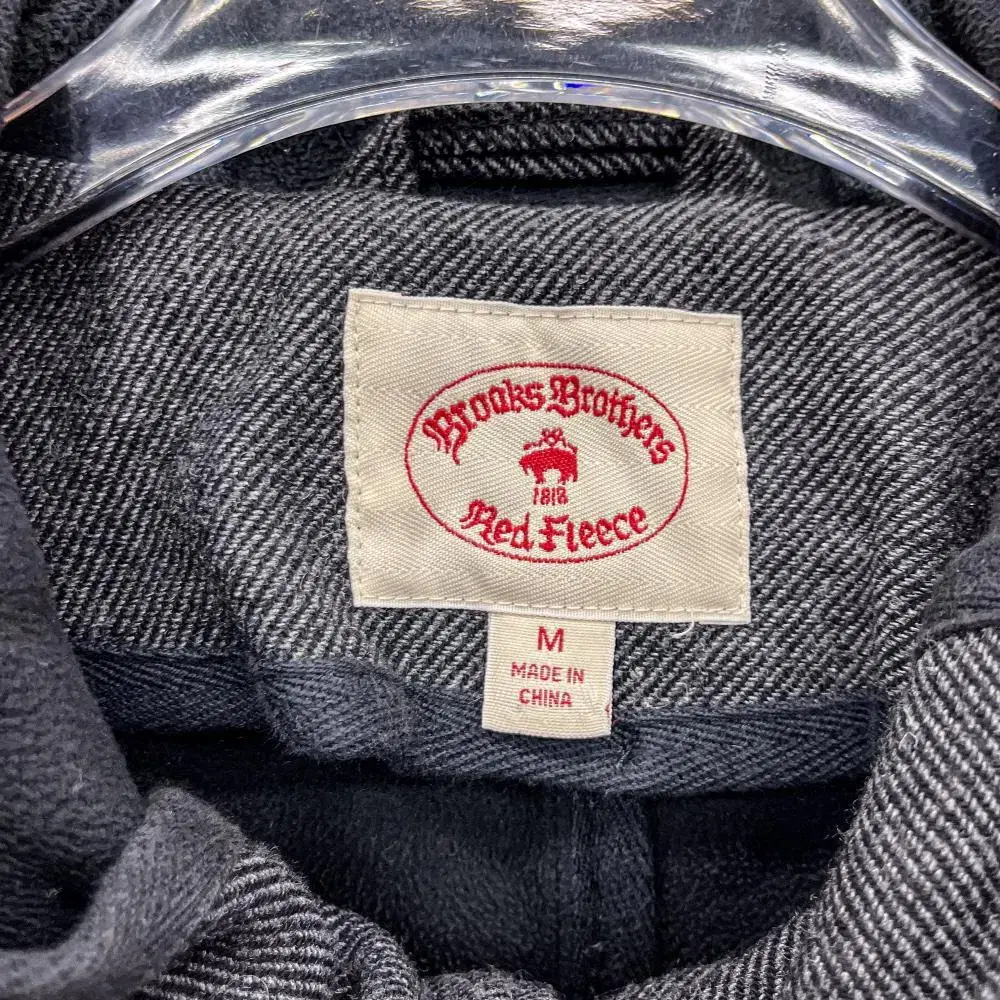 Brooks Brothers
1818
Red Fleece
M
MADE IN
CHINA